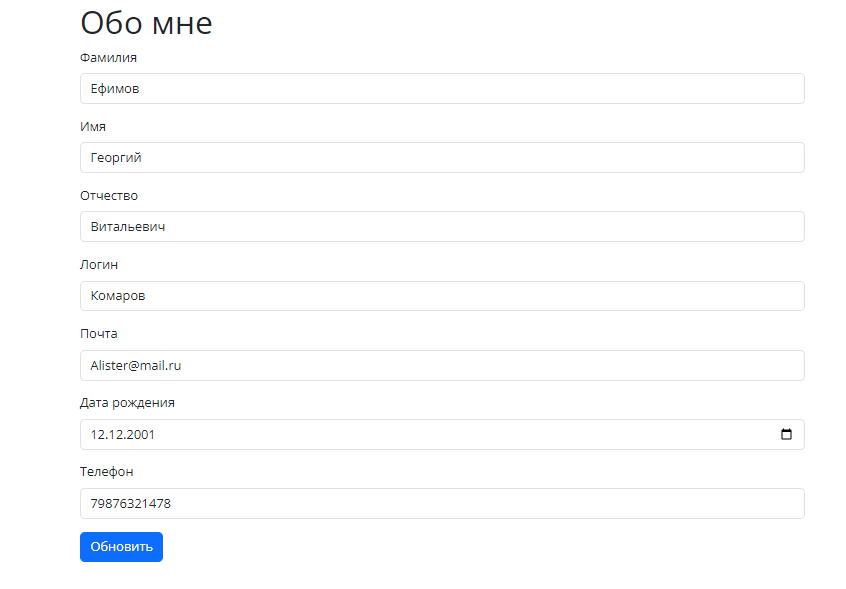 Обо мне
Фамилия
Ефимов
Имя
Георгий
Отчество
Витальевич
Логин
Комаров
Почта
Alister@mail.ru
Дата рождения
12.12.2001
Телефон
79876321478
Обновить